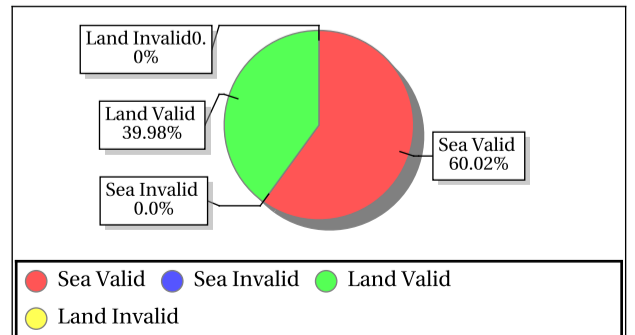 Land Invalid0.
0%
Land Valid
39.98%
Sea Valid
60.02%
Sea Invalid
0.0%
Sea Valid Sea Invalid Land Valid
Land Invalid